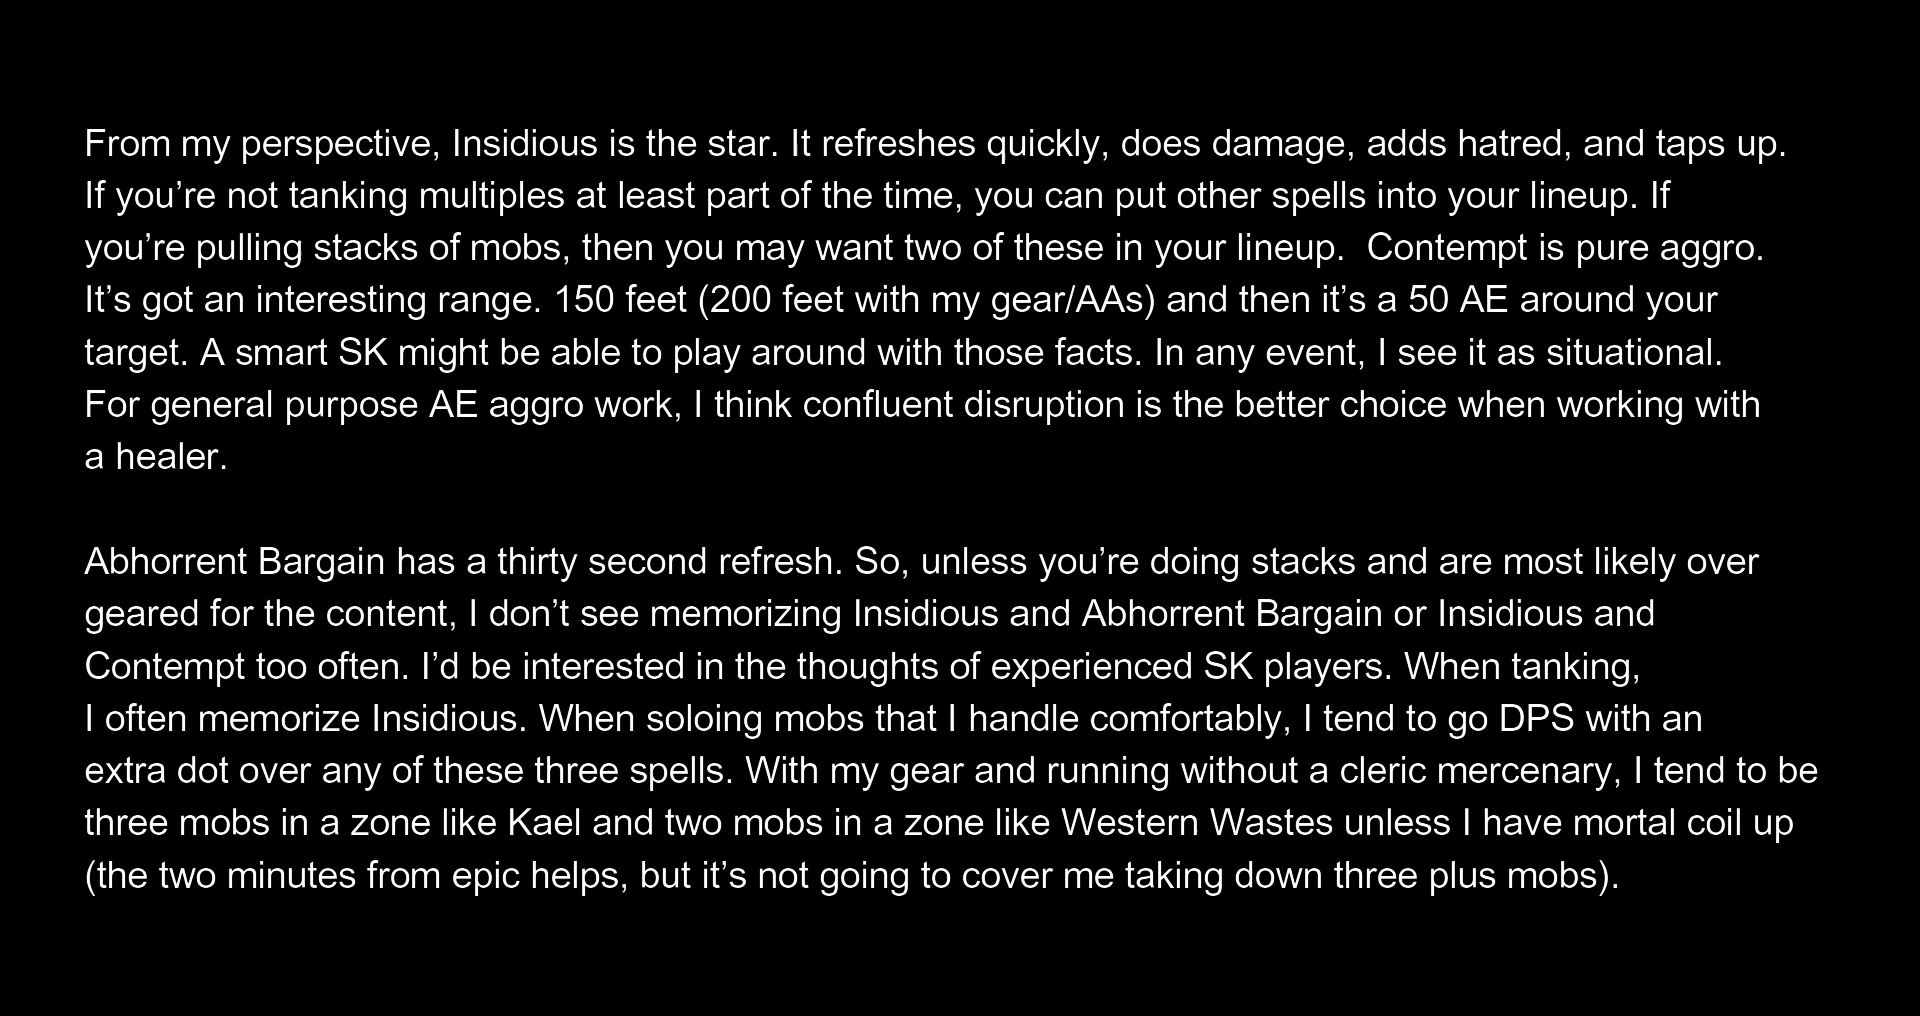 From my perspective, Insidious is the star. It refreshes quickly, does damage, adds hatred, and taps up.
If you’re not tanking multiples at least part of the time, you can put other spells into your lineup. If
you’re pulling stacks of mobs, then you may want two of these in your lineup.  Contempt is pure aggro.
It’s got an interesting range. 150 feet (200 feet with my gear/AAs) and then it’s a 50 AE around your
target. A smart SK might be able to play around with those facts. In any event, I see it as situational.
For general purpose AE aggro work, I think confluent disruption is the better choice when working with
a healer.

Abhorrent Bargain has a thirty second refresh. So, unless you’re doing stacks and are most likely over
geared for the content, I don’t see memorizing Insidious and Abhorrent Bargain or Insidious and
Contempt too often. I’d be interested in the thoughts of experienced SK players. When tanking,
I often memorize Insidious. When soloing mobs that I handle comfortably, I tend to go DPS with an
extra dot over any of these three spells. With my gear and running without a cleric mercenary, I tend to be
three mobs in a zone like Kael and two mobs in a zone like Western Wastes unless I have mortal coil up
(the two minutes from epic helps, but it’s not going to cover me taking down three plus mobs).